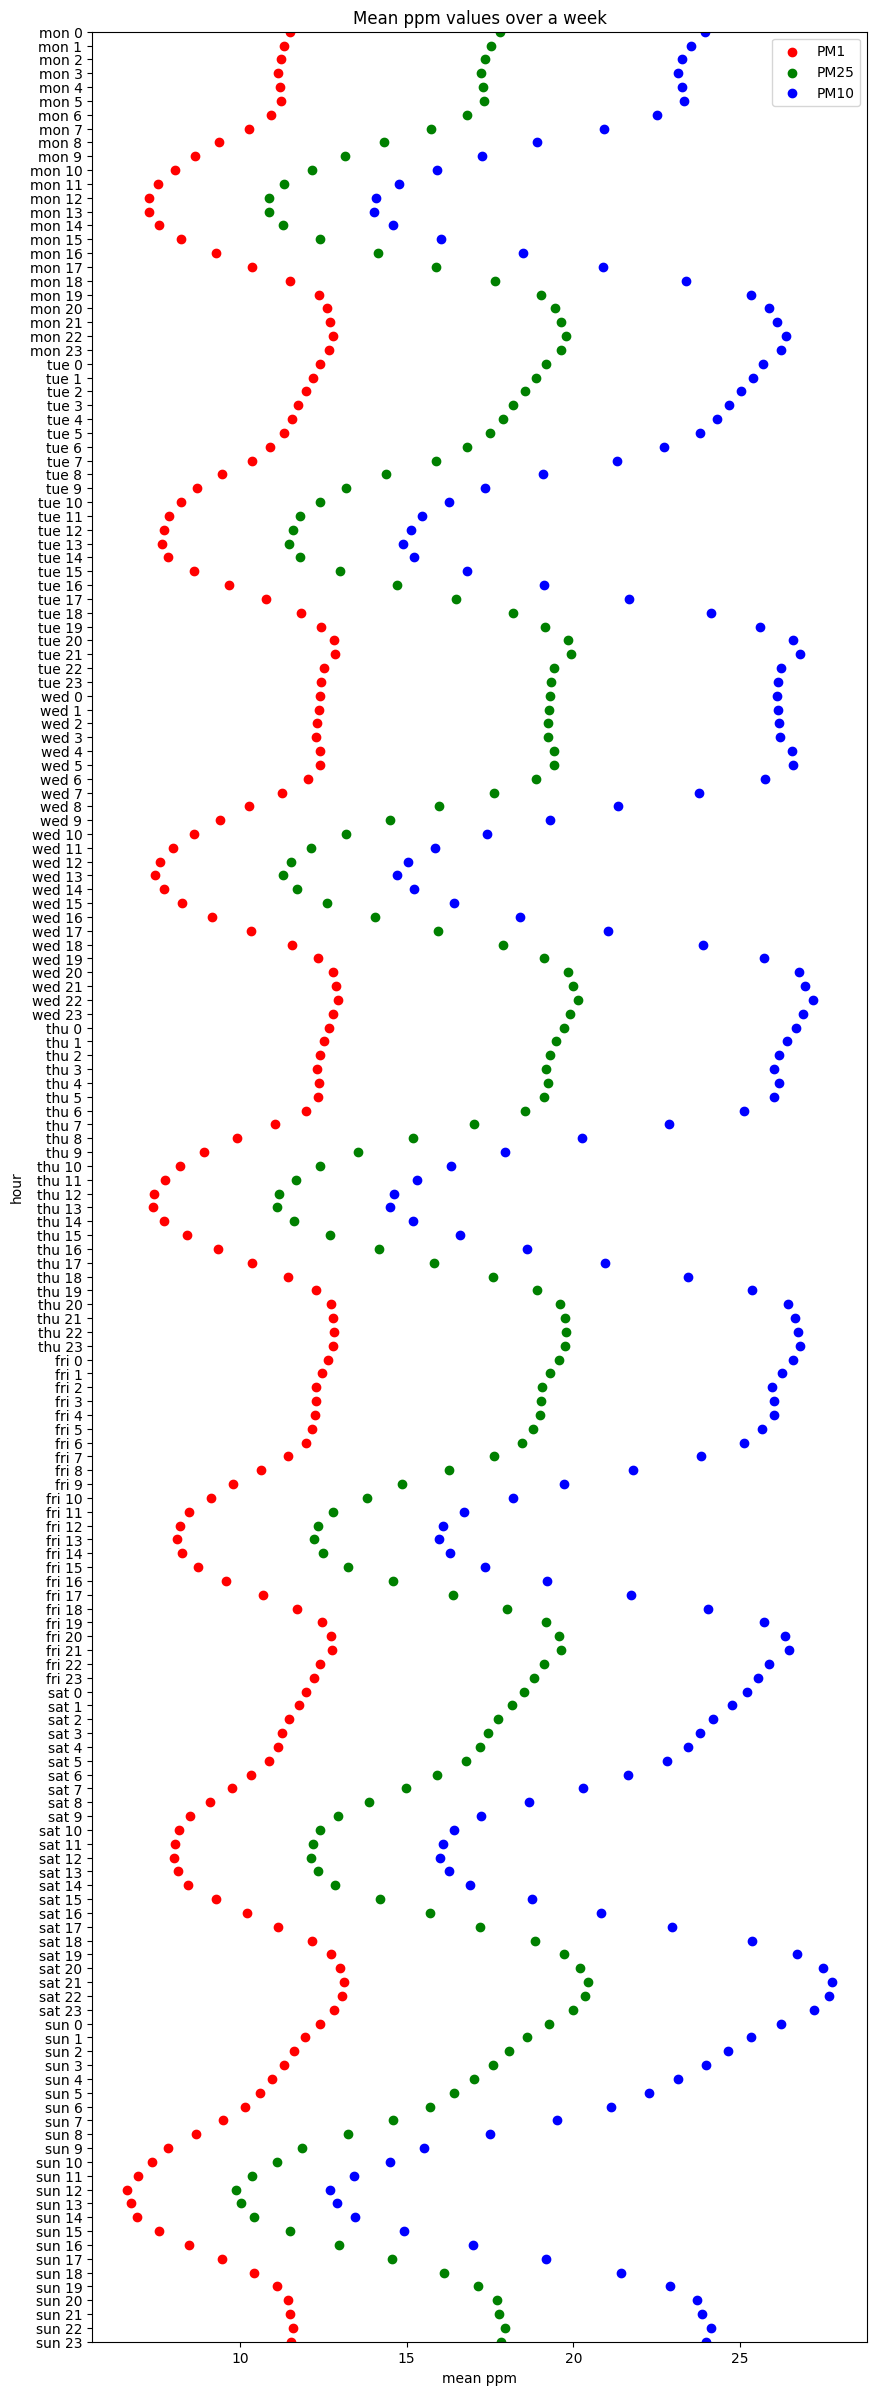 Mean ppm values over a week
PM1
PM25
PM10
mon 0
mon 1
mon 2
mon 3
mon 4
mon 5
mon 6
mon 7
mon 8
mon 9
mon 10
mon 11
mon 12
mon 13
mon 14
mon 15
mon 16
mon 17
mon 18
mon 19
mon 20
mon 21
mon 22
mon 23
tue 0
tue 1
tue 2
tue 3
tue 4
tue 5
tue 6
tue 7
tue 8
tue 9
tue 10
tue 11
tue 12
tue 13
tue 14
tue 15
tue 16
tue 17
tue 18
tue 19
tue 20
tue 21
tue 22
tue 23
wed 0
wed 1
wed 2
wed 3
wed 4
wed 5
wed 6
wed 7
wed 8
wed 9
wed 10
wed 11
wed 12
wed 13
wed 14
wed 15
wed 16
wed 17
wed 18
wed 19
wed 20
wed 21
wed 22
wed 23
thu 0
thu 1
thu 2
thu 3
thu 4
thu 5
thu 6
thu 7
thu 8
thu 9
thu 10
thu 11
thu 12
thu 13
thu 14
thu 15
thu 16
thu 17
thu 18
thu 19
thu 20
thu 21
thu 22
thu 23
fri 0
fri 1
fri 2
fri 3
fri 4
fri 5
fri 6
fri 7
fri 8
fri 9
fri 10
fri 11
fri 12
fri 13
fri 14
fri 15
fri 16
fri 17
fri 18
fri 19
fri 20
fri 21
fri 22
fri 23
sat 0
sat 1
sat 2
sat 3
sat 4
sat 5
sat 6
sat 7
sat 8
sat 9
sat 10
sat 11
sat 12
sat 13
sat 14
sat 15
sat 16
sat 17
sat 18
sat 19
sat 20
sat 21
sat 22
sat 23
sun 0
sun 1
sun 2
sun 3
sun 4
sun 5
sun 6
sun 7
sun 8
sun 9
sun 10
sun 11
sun 12
sun 13
sun 14
sun 15
sun 16
sun 17
sun 18
sun 19
sun 20
sun 21
sun 22
sun 23
hour
10 15 20 25
mean ppm